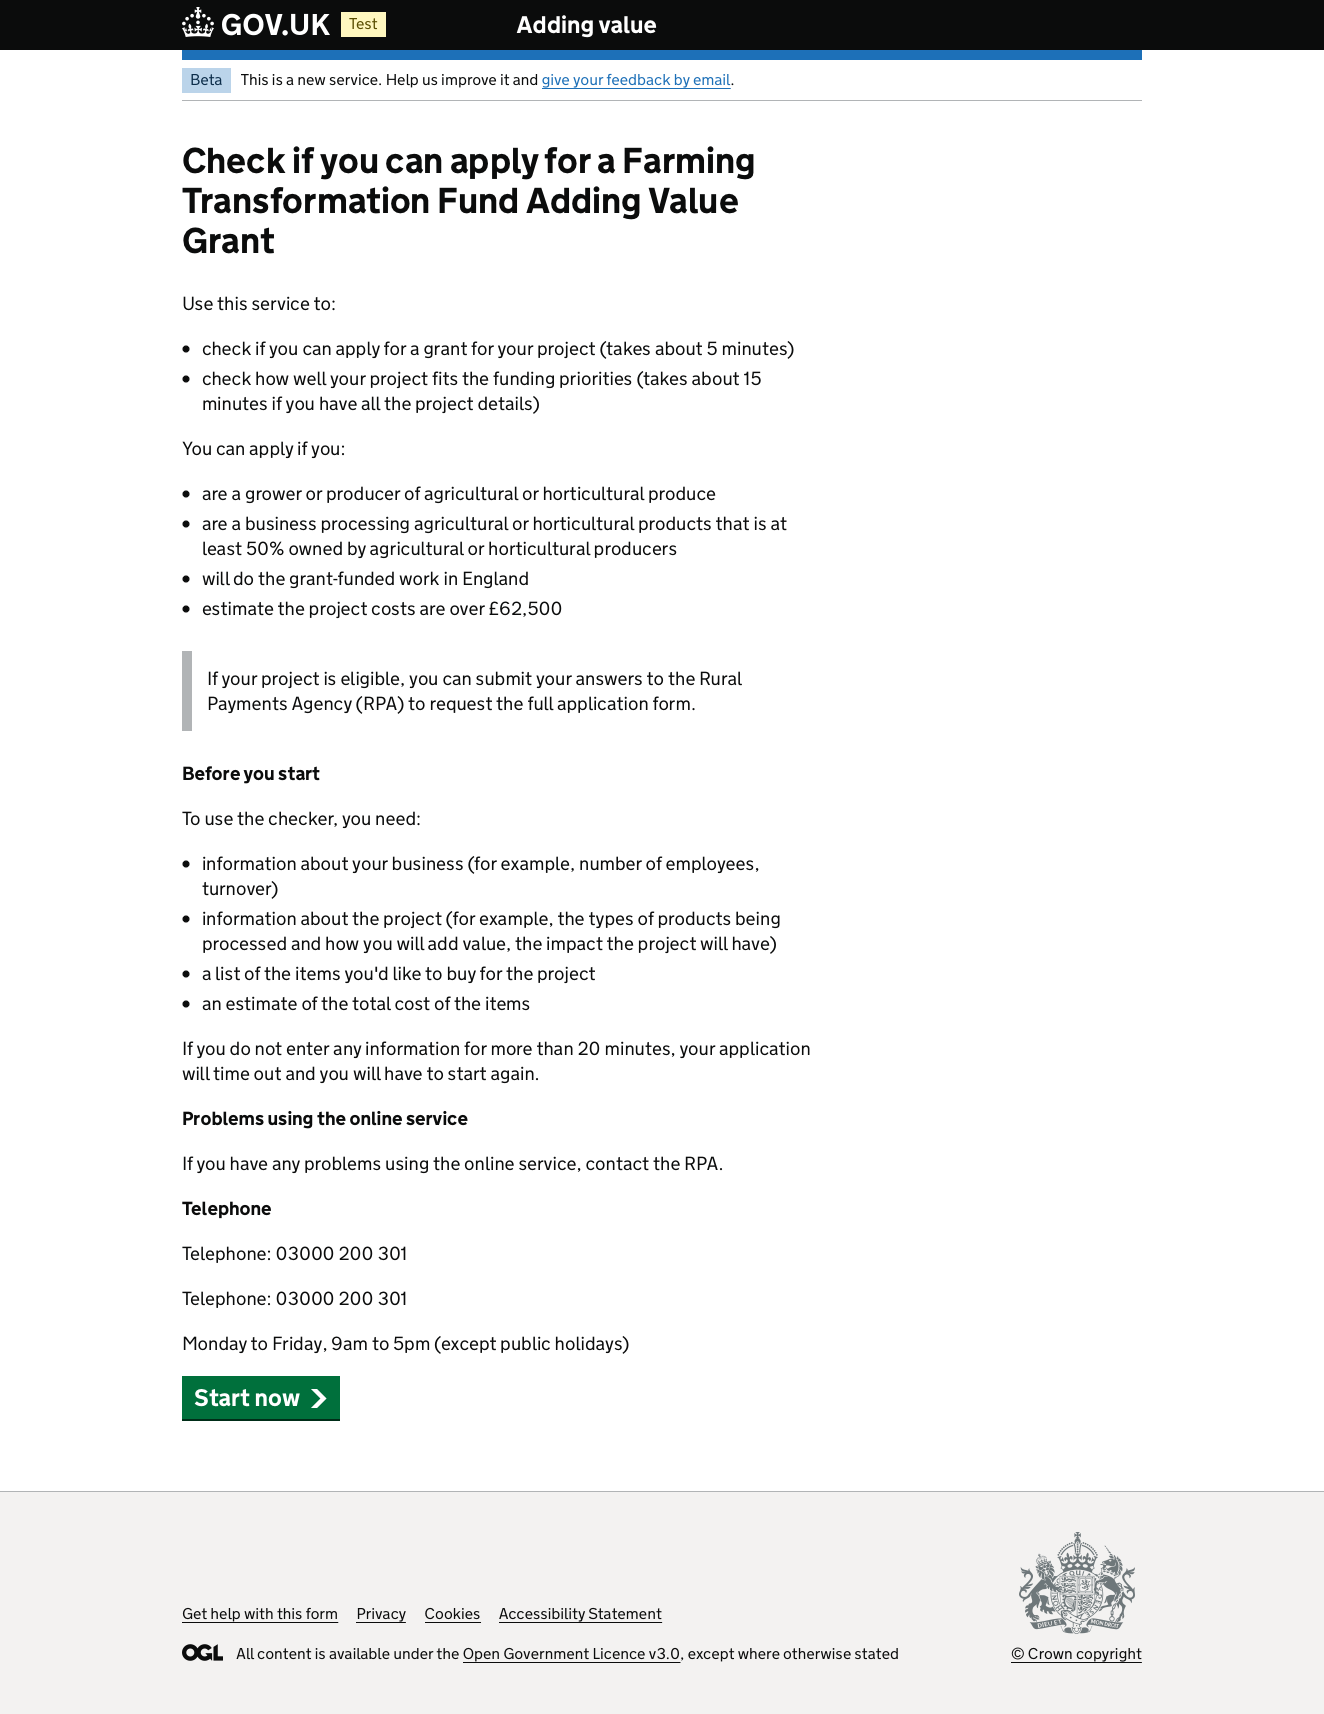 GOV.UK Test Adding value
Beta This is a new service. Help us improve it and give your feedback by email.
Check if you can apply for a Farming
Transformation Fund Adding Value
Grant
Use this service to:
• check if you can apply for a grant for your project (takes about 5 minutes)
• check how well your project fits the funding priorities (takes about 15
minutes if you have all the project details)
You can apply if you:
• are a grower or producer of agricultural or horticultural produce
• are a business processing agricultural or horticultural products that is at
least 50% owned by agricultural or horticultural producers
• will do the grant-funded work in England
• estimate the project costs are over £62,500
If your project is eligible, you can submit your answers to the Rural
Payments Agency (RPA) to request the full application form.
Before you start
To use the checker, you need:
• information about your business (for example, number of employees,
turnover)
• information about the project (for example, the types of products being
processed and how you will add value, the impact the project will have)
• a list of the items you'd like to buy for the project
• an estimate of the total cost of the items
If you do not enter any information for more than 20 minutes, your application
will time out and you will have to start again.
Problems using the online service
If you have any problems using the online service, contact the RPA.
Telephone
Telephone: 03000 200 301
Telephone: 03000 200 301
Monday to Friday, 9am to 5pm (except public holidays)
Start now
Get help with this form Privacy Cookies Accessibility Statement
OGL All content is available under the Open Government Licence v3.0, except where otherwise stated
© Crown copyright